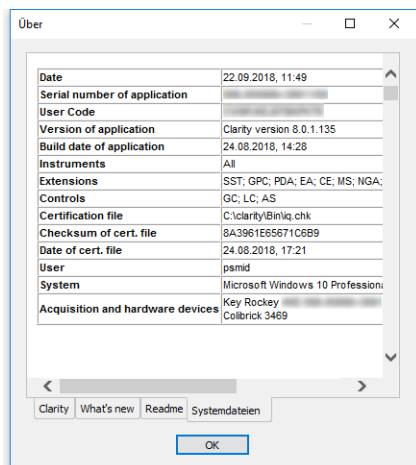 Über
Date 22.09.2018, 11:49
Serial number of application
User Code
Version of application Clarity version 8.0.1.135
Build date of application 24.08.2018, 14:28
Instruments All
Extensions SST; GPC; PDA; EA; CE; MS; NGA;
Controls GC; LC; AS
Certification file C:\clarity\Bin\iq.chk
Checksum of cert. file 8A3961E65671C6B9
Date of cert. file 24.08.2018, 17:21
User psmid
System Microsoft Windows 10 Professiona
Acquisition and hardware devices Key Rockey
Colibrick 3469
Clarity What's new Readme Systemdateien
OK